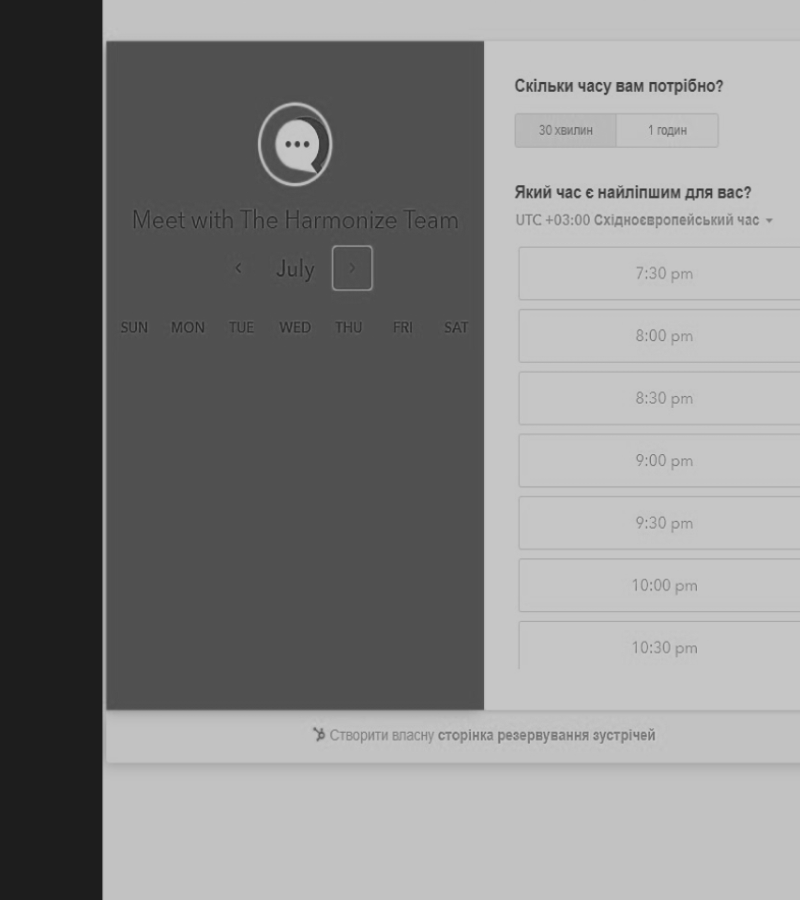 Meet with The Harmonize Team
July
SUN MON TUE WED THU FRI SAT
Скільки часу вам потрібно?
30 хвилин 1 годин
Який час є найліпшим для вас?
UTC +03:00 Східноєвропейський час
7:30 pm
8:00 pm
8:30 pm
9:00 pm
9:30 pm
10:00 pm
10:30 pm
Створити власну сторінка резервування зустрічей